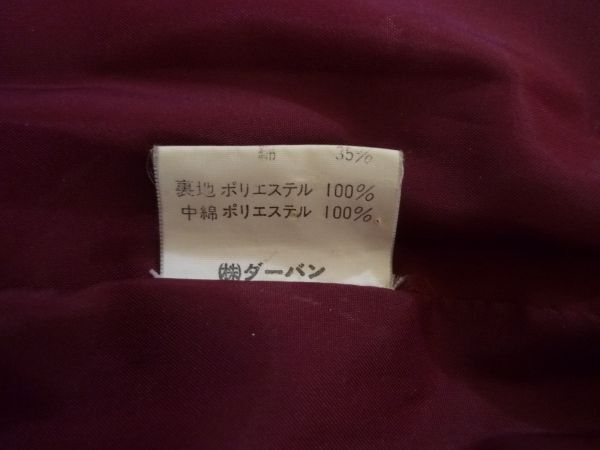 綿 35%
裏地 ポリエステル 100%
中綿 ポリエステル 100%
㈱ダーバン